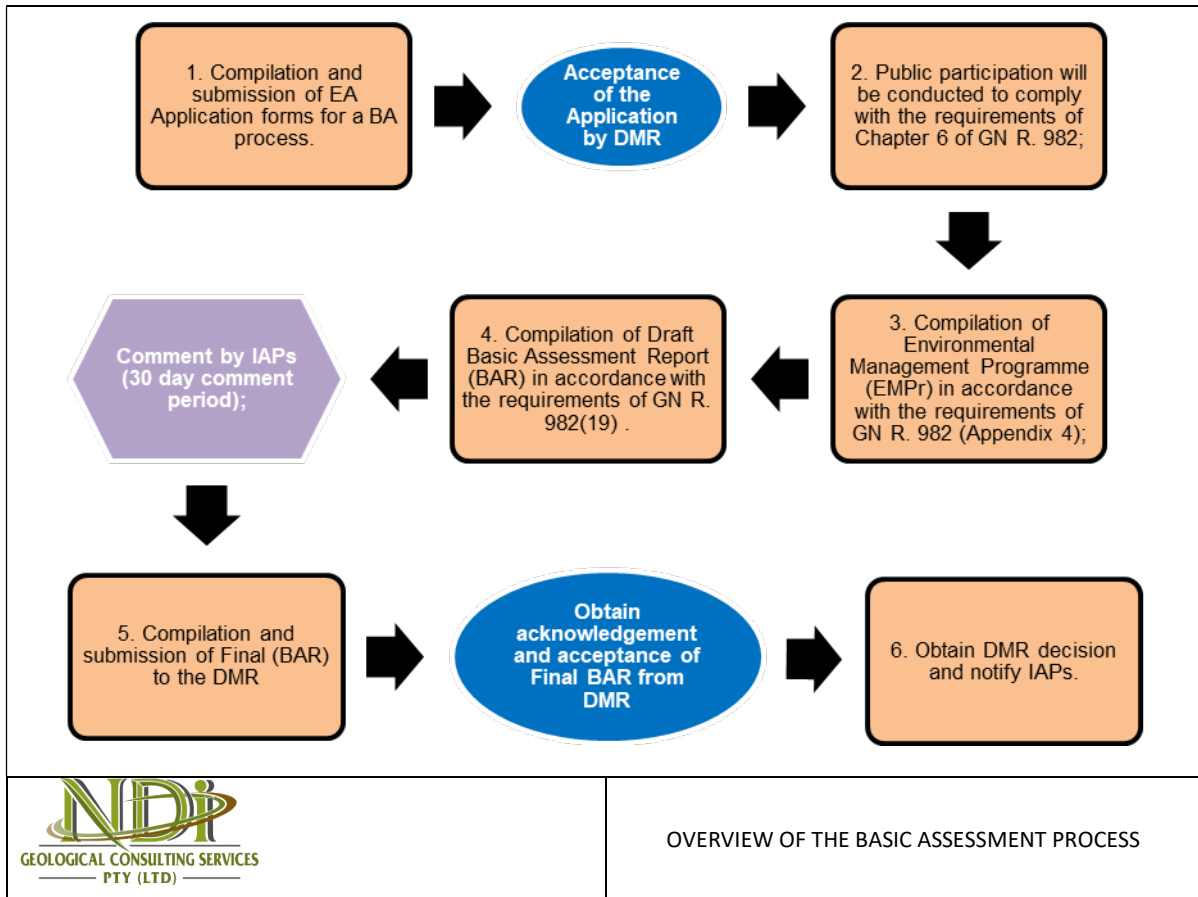 1. Compilation and
submission of EA
Application forms for a BA
process.
Acceptance
of the
Application
by DMR
2. Public participation will
be conducted to comply
with the requirements of
Chapter 6 of GN R. 982;
3. Compilation of
Environmental
Management Programme
(EMPr) in accordance
with the requirements of
GN R. 982 (Appendix 4);
4. Compilation of Draft
Basic Assessment Report
(BAR) in accordance with
the requirements of GN R.
982(19) .
Comment by IAPs
(30 day comment
period);
5. Compilation and
submission of Final (BAR)
to the DMR
Obtain
acknowledgement
and acceptance of
Final BAR from
DMR
6. Obtain DMR decision
and notify IAPs.
NDi
GEOLOGICAL CONSULTING SERVICES
PTY (LTD)
OVERVIEW OF THE BASIC ASSESSMENT PROCESS